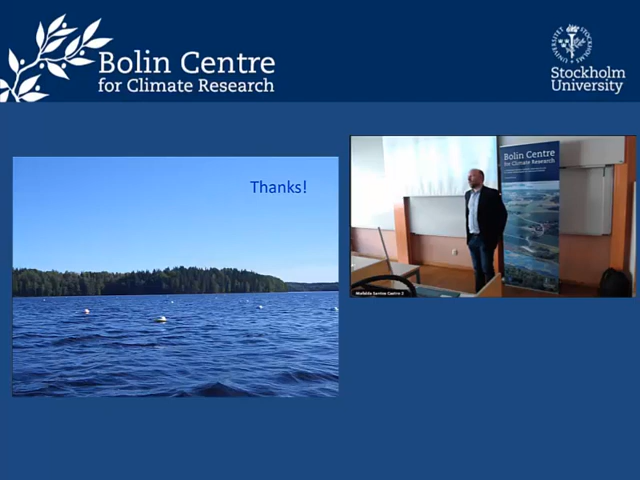 Bolin Centre
for Climate Research
Stockholm
University
Thanks!
Bolin Centre
for Climate Research